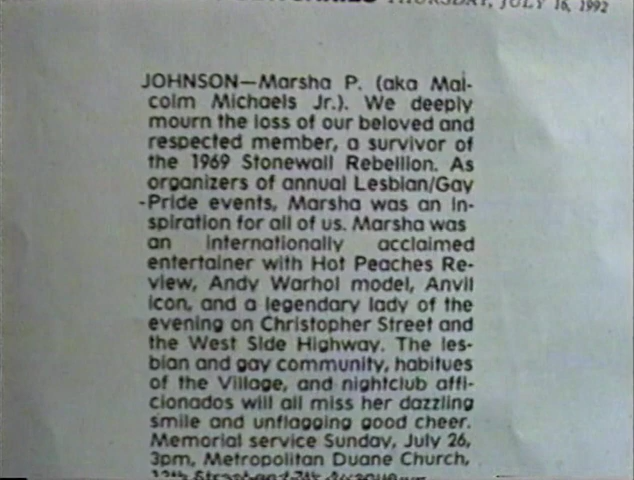 THURSDAY, JULY 16, 1992
JOHNSON—Marsha P. (aka Mal-
colm Michaels Jr.). We deeply
mourn the loss of our beloved and
respected member, a survivor of
the 1969 Stonewall Rebellion. As
organizers of annual Lesbian/Gay
-Pride events, Marsha was an in-
spiration for all of us. Marsha was
an internationally acclaimed
entertainer with Hot Peaches Re-
view, Andy Warhol model, Anvil
icon, and a legendary lady of the
evening on Christopher Street and
the West Side Highway. The les-
bian and gay community, habitues
of the Village, and nightclub affi-
cionados will all miss her dazzling
smile and unflagging good cheer.
Memorial service Sunday, July 26,
3pm, Metropolitan Duane Church,